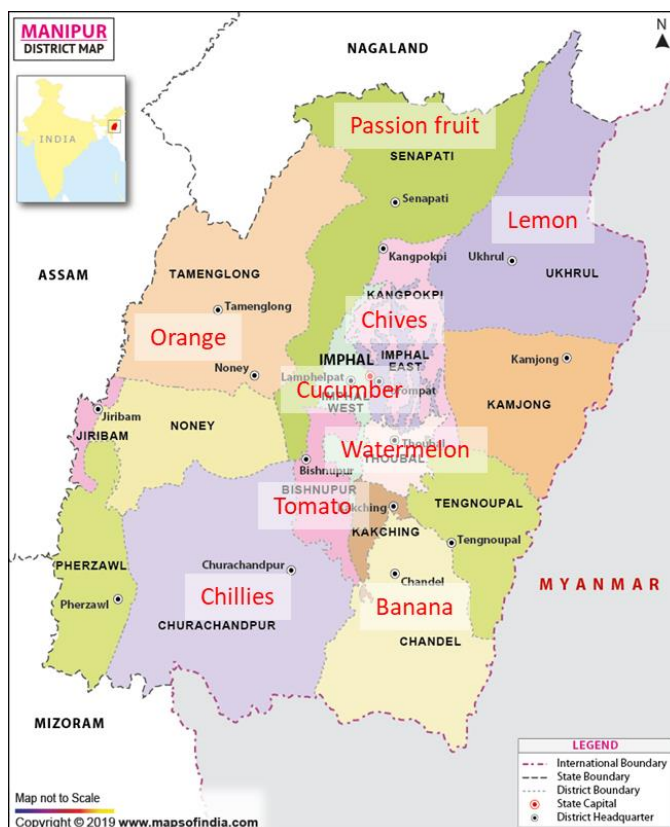 MANIPUR
DISTRICT MAP
N
NAGALAND
INDIA
Passion fruit
SENAPATI
Senapati
Lemon
Kangpokpi
Ukhrul
UKHRUL
ASSAM
TAMENGLONG
KANGPOKPI
Tamenglong
Chives
Orange
IMPHAL
IMPHAL
EAST
Kamjong
Noney
Lamphelpat
Cucumber
Porompat
IMPHAL
WEST
KAMJONG
Jiribam
NONEY
JIRIBAM
Thoubal
Watermelon
THOUBAL
Bishnupur
BISHNUPUR
TENGNOUPAL
Tomato
Kakching
KAKCHING
Tengnoupal
PHERZAWL
Churachandpur
Chandel
MYANMAR
Pherzawl
Chillies
Banana
CHURACHANDPUR
CHANDEL
MIZORAM
LEGEND
International Boundary
State Boundary
District Boundary
State Capital
District Headquarter
Map not to Scale
Copyright © 2019 www.mapsofindia.com